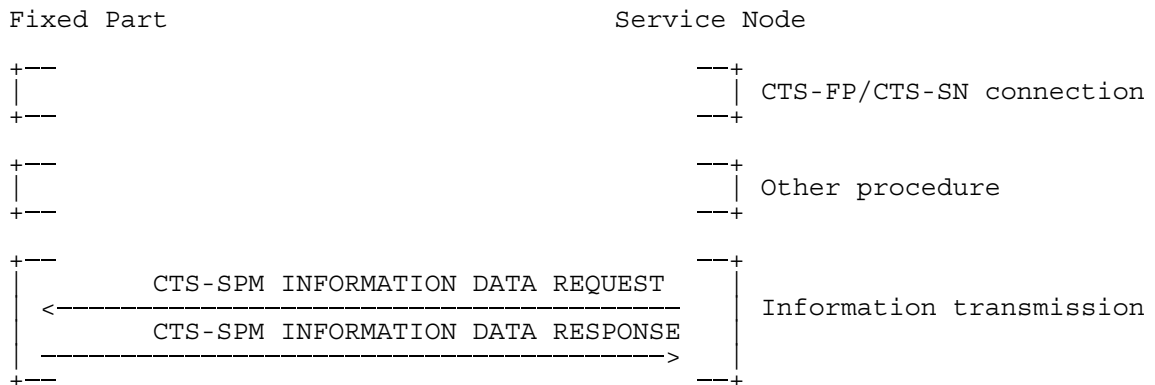 Fixed Part Service Node
CTS-FP/CTS-SN connection
Other procedure
CTS-SPM INFORMATION DATA REQUEST
Information transmission
CTS-SPM INFORMATION DATA RESPONSE